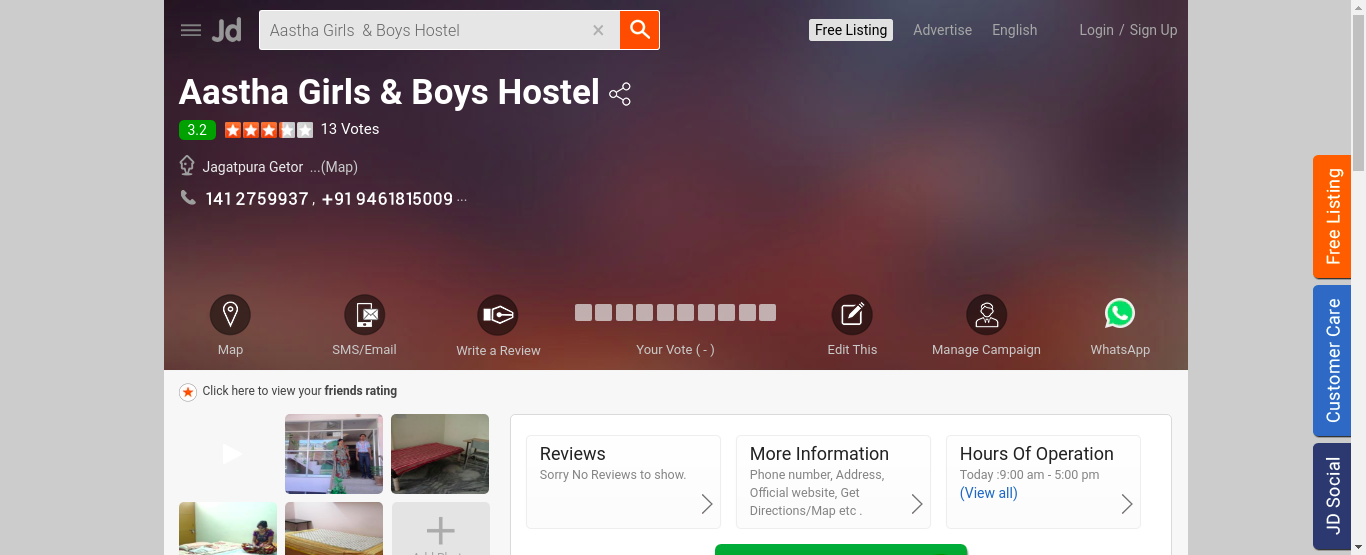 Jd
Aastha Girls & Boys Hostel ×
Free Listing Advertise English Login / Sign Up
Aastha Girls & Boys Hostel
3.2 13 Votes
Jagatpura Getor ...(Map)
141 2759937 , +91 9461815009 ...
Map SMS/Email Write a Review Your Vote ( - ) Edit This Manage Campaign WhatsApp
Click here to view your friends rating
Reviews
Sorry No Reviews to show.
More Information
Phone number, Address,
Official website, Get
Directions/Map etc .
Hours Of Operation
Today :9:00 am - 5:00 pm
(View all)
Free Listing
Customer Care
JD Social